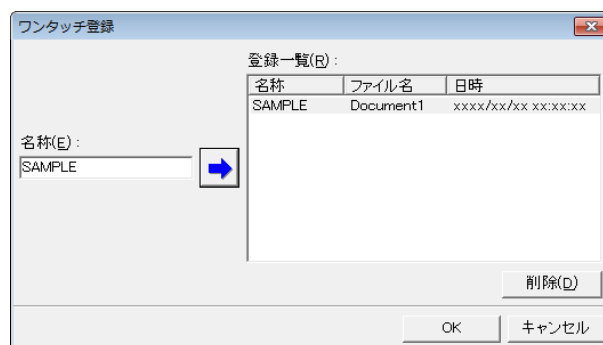 ワンタッチ登録
登録一覧(R) :
名称 ファイル名 日時
SAMPLE Document1 xxxx/xx/xx xx:xx:xx
名称(E) :
SAMPLE
削除(D)
OK キャンセル